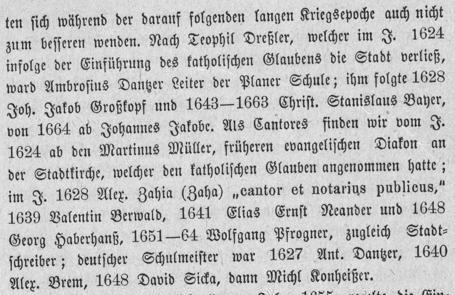 ten sich während der darauf folgenden langen Kriegsepoche auch nicht
zum besseren wenden. Nach Teophil Dreßler, welcher im J. 1624
infolge der Einführung des katholischen Glaubens die Stadt verließ,
ward Ambrosius Dantzer Leiter der Planer Schule; ihm folgte 1628
Joh. Jakob Großkopf und 1643—1663 Christ. Stanislaus Bayer,
von 1664 ab Johannes Jakobe. Als Cantores finden wir vom J.
1624 ab den Martinus Müller, früheren evangelischen Diakon an
der Stadtkirche, welcher den katholischen Glauben angenommen hatte;
im J. 1628 Alex. Zahia (Zaha) „cantor et notarius publicus,“
1639 Valentin Berwald, 1641 Elias Ernst Neander und 1648
Georg Haberhanß, 1651—64 Wolfgang Pfrogner, zugleich Stadt-
schreiber; deutscher Schulmeister war 1627 Ant. Dantzer, 1640
Alex. Brem, 1648 David Sicka, dann Michl Konheißer.